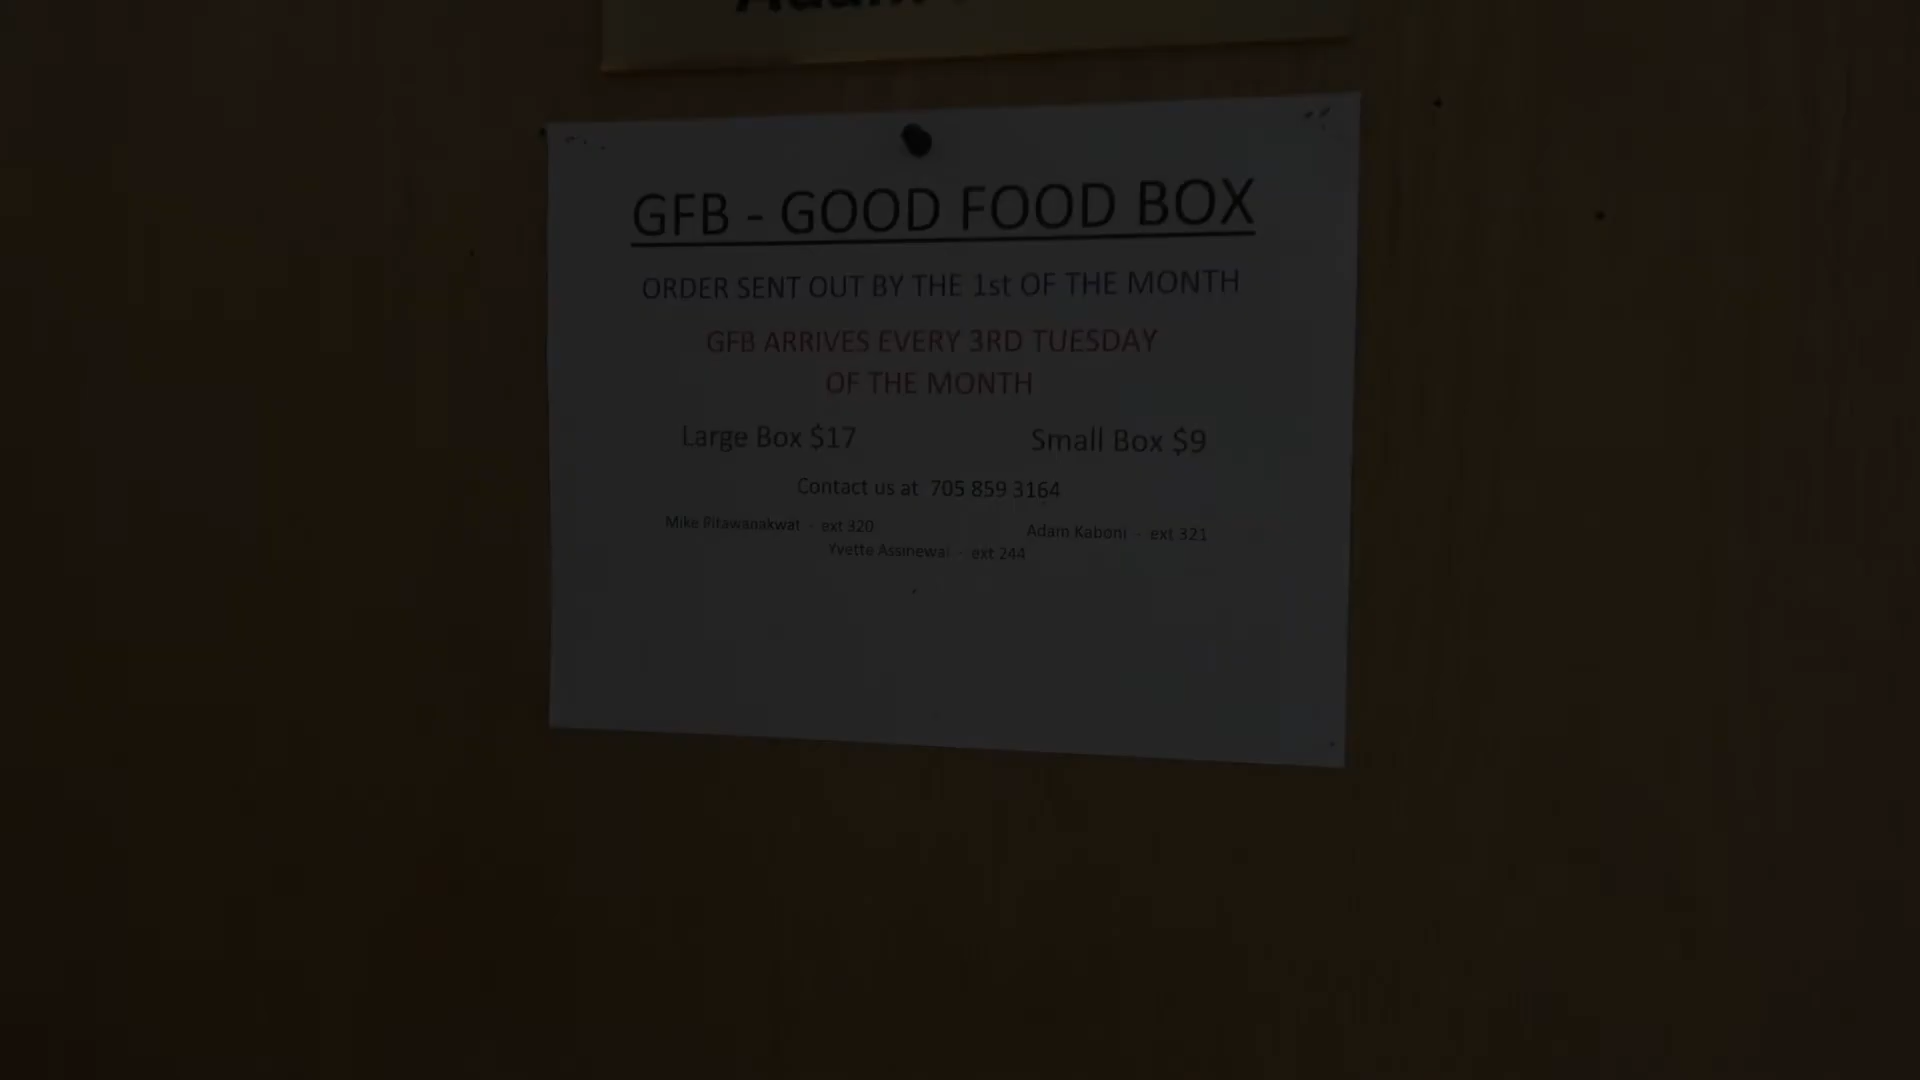 GFB - GOOD FOOD BOX
ORDER SENT OUT BY THE 1st OF THE MONTH
GFB ARRIVES EVERY 3RD TUESDAY
OF THE MONTH
Large Box $17 Small Box $9
Contact us at 705 859 3164
Mike Pitawanakwat - ext 320 Adam Kaboni - ext 321
Yvette Assinewai - ext 244